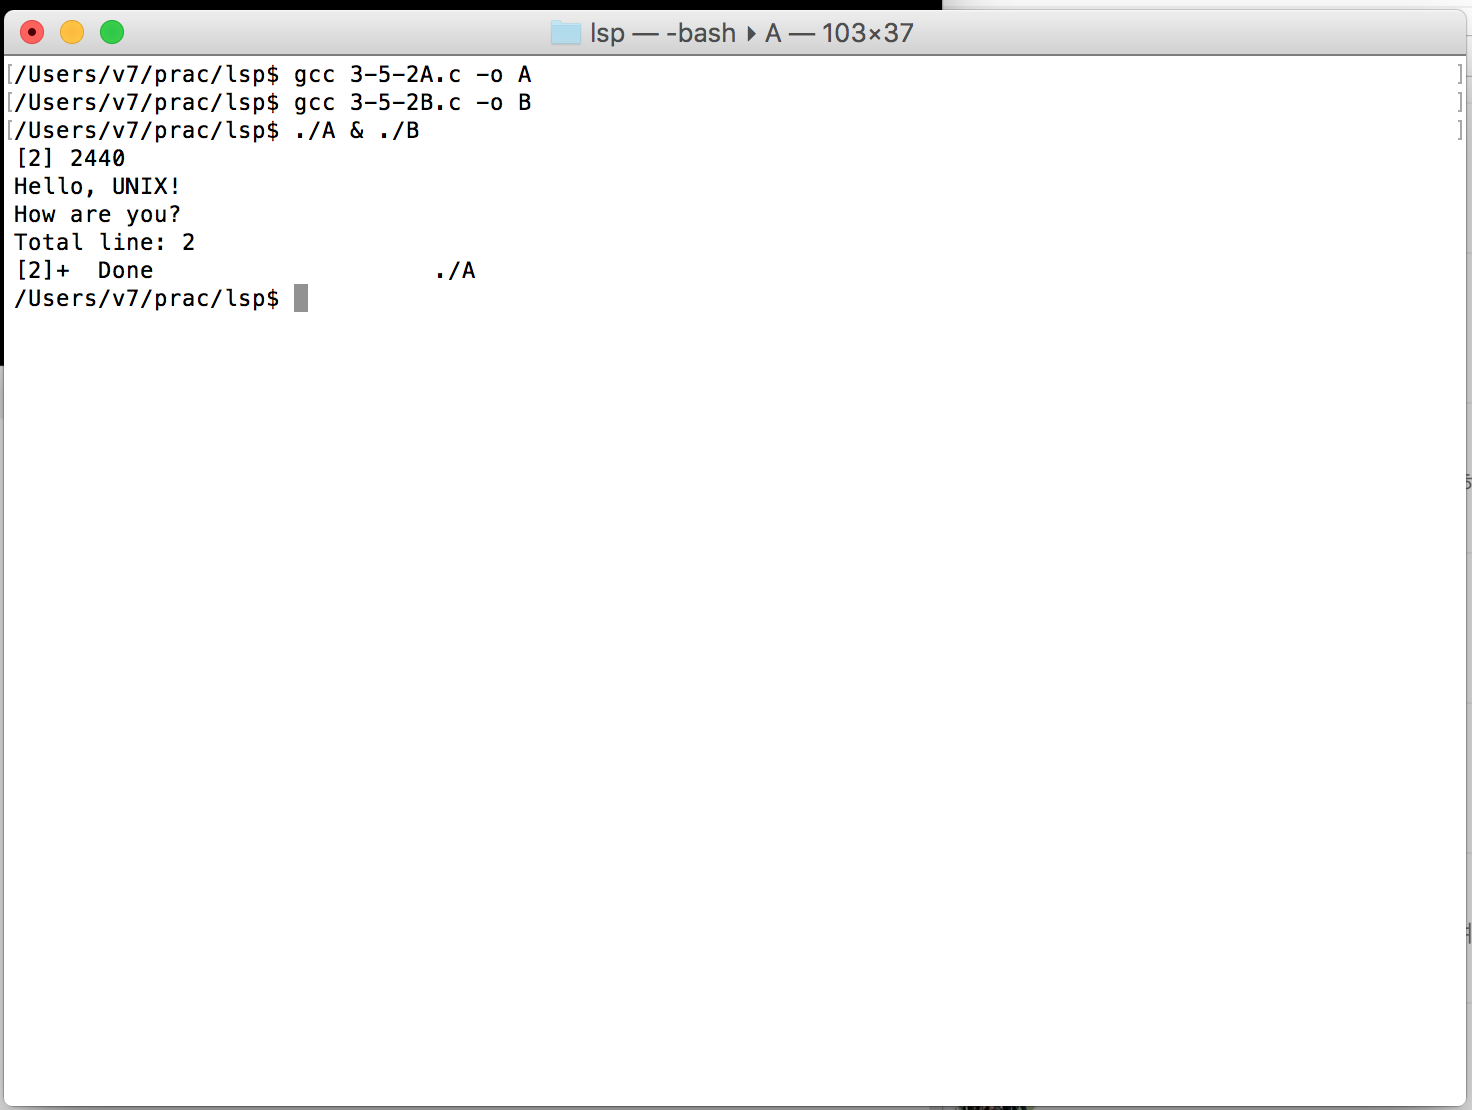 lsp — -bash ▸ A — 103×37
[/Users/v7/prac/lsp$ gcc 3-5-2A.c -o A ]
[/Users/v7/prac/lsp$ gcc 3-5-2B.c -o B ]
[/Users/v7/prac/lsp$ ./A & ./B ]
[2] 2440
Hello, UNIX!
How are you?
Total line: 2
[2]+  Done                    ./A
/Users/v7/prac/lsp$